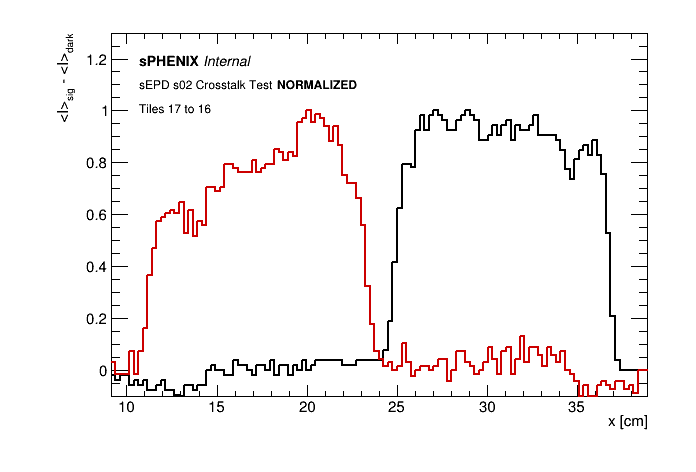 <I>sig - <I>dark
sPHENIX Internal
sEPD s02 Crosstalk Test NORMALIZED
Tiles 17 to 16
1.2
1
0.8
0.6
0.4
0.2
0
10 15 20 25 30 35
x [cm]